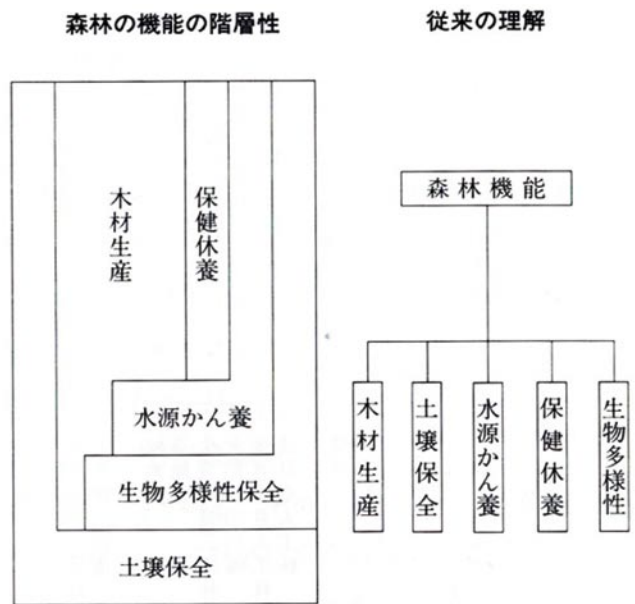 森林の機能の階層性
木材生産
保健休養
水源かん養
生物多様性保全
土壌保全
従来の理解
森林機能
木材生産
土壌保全
水源かん養
保健休養
生物多様性